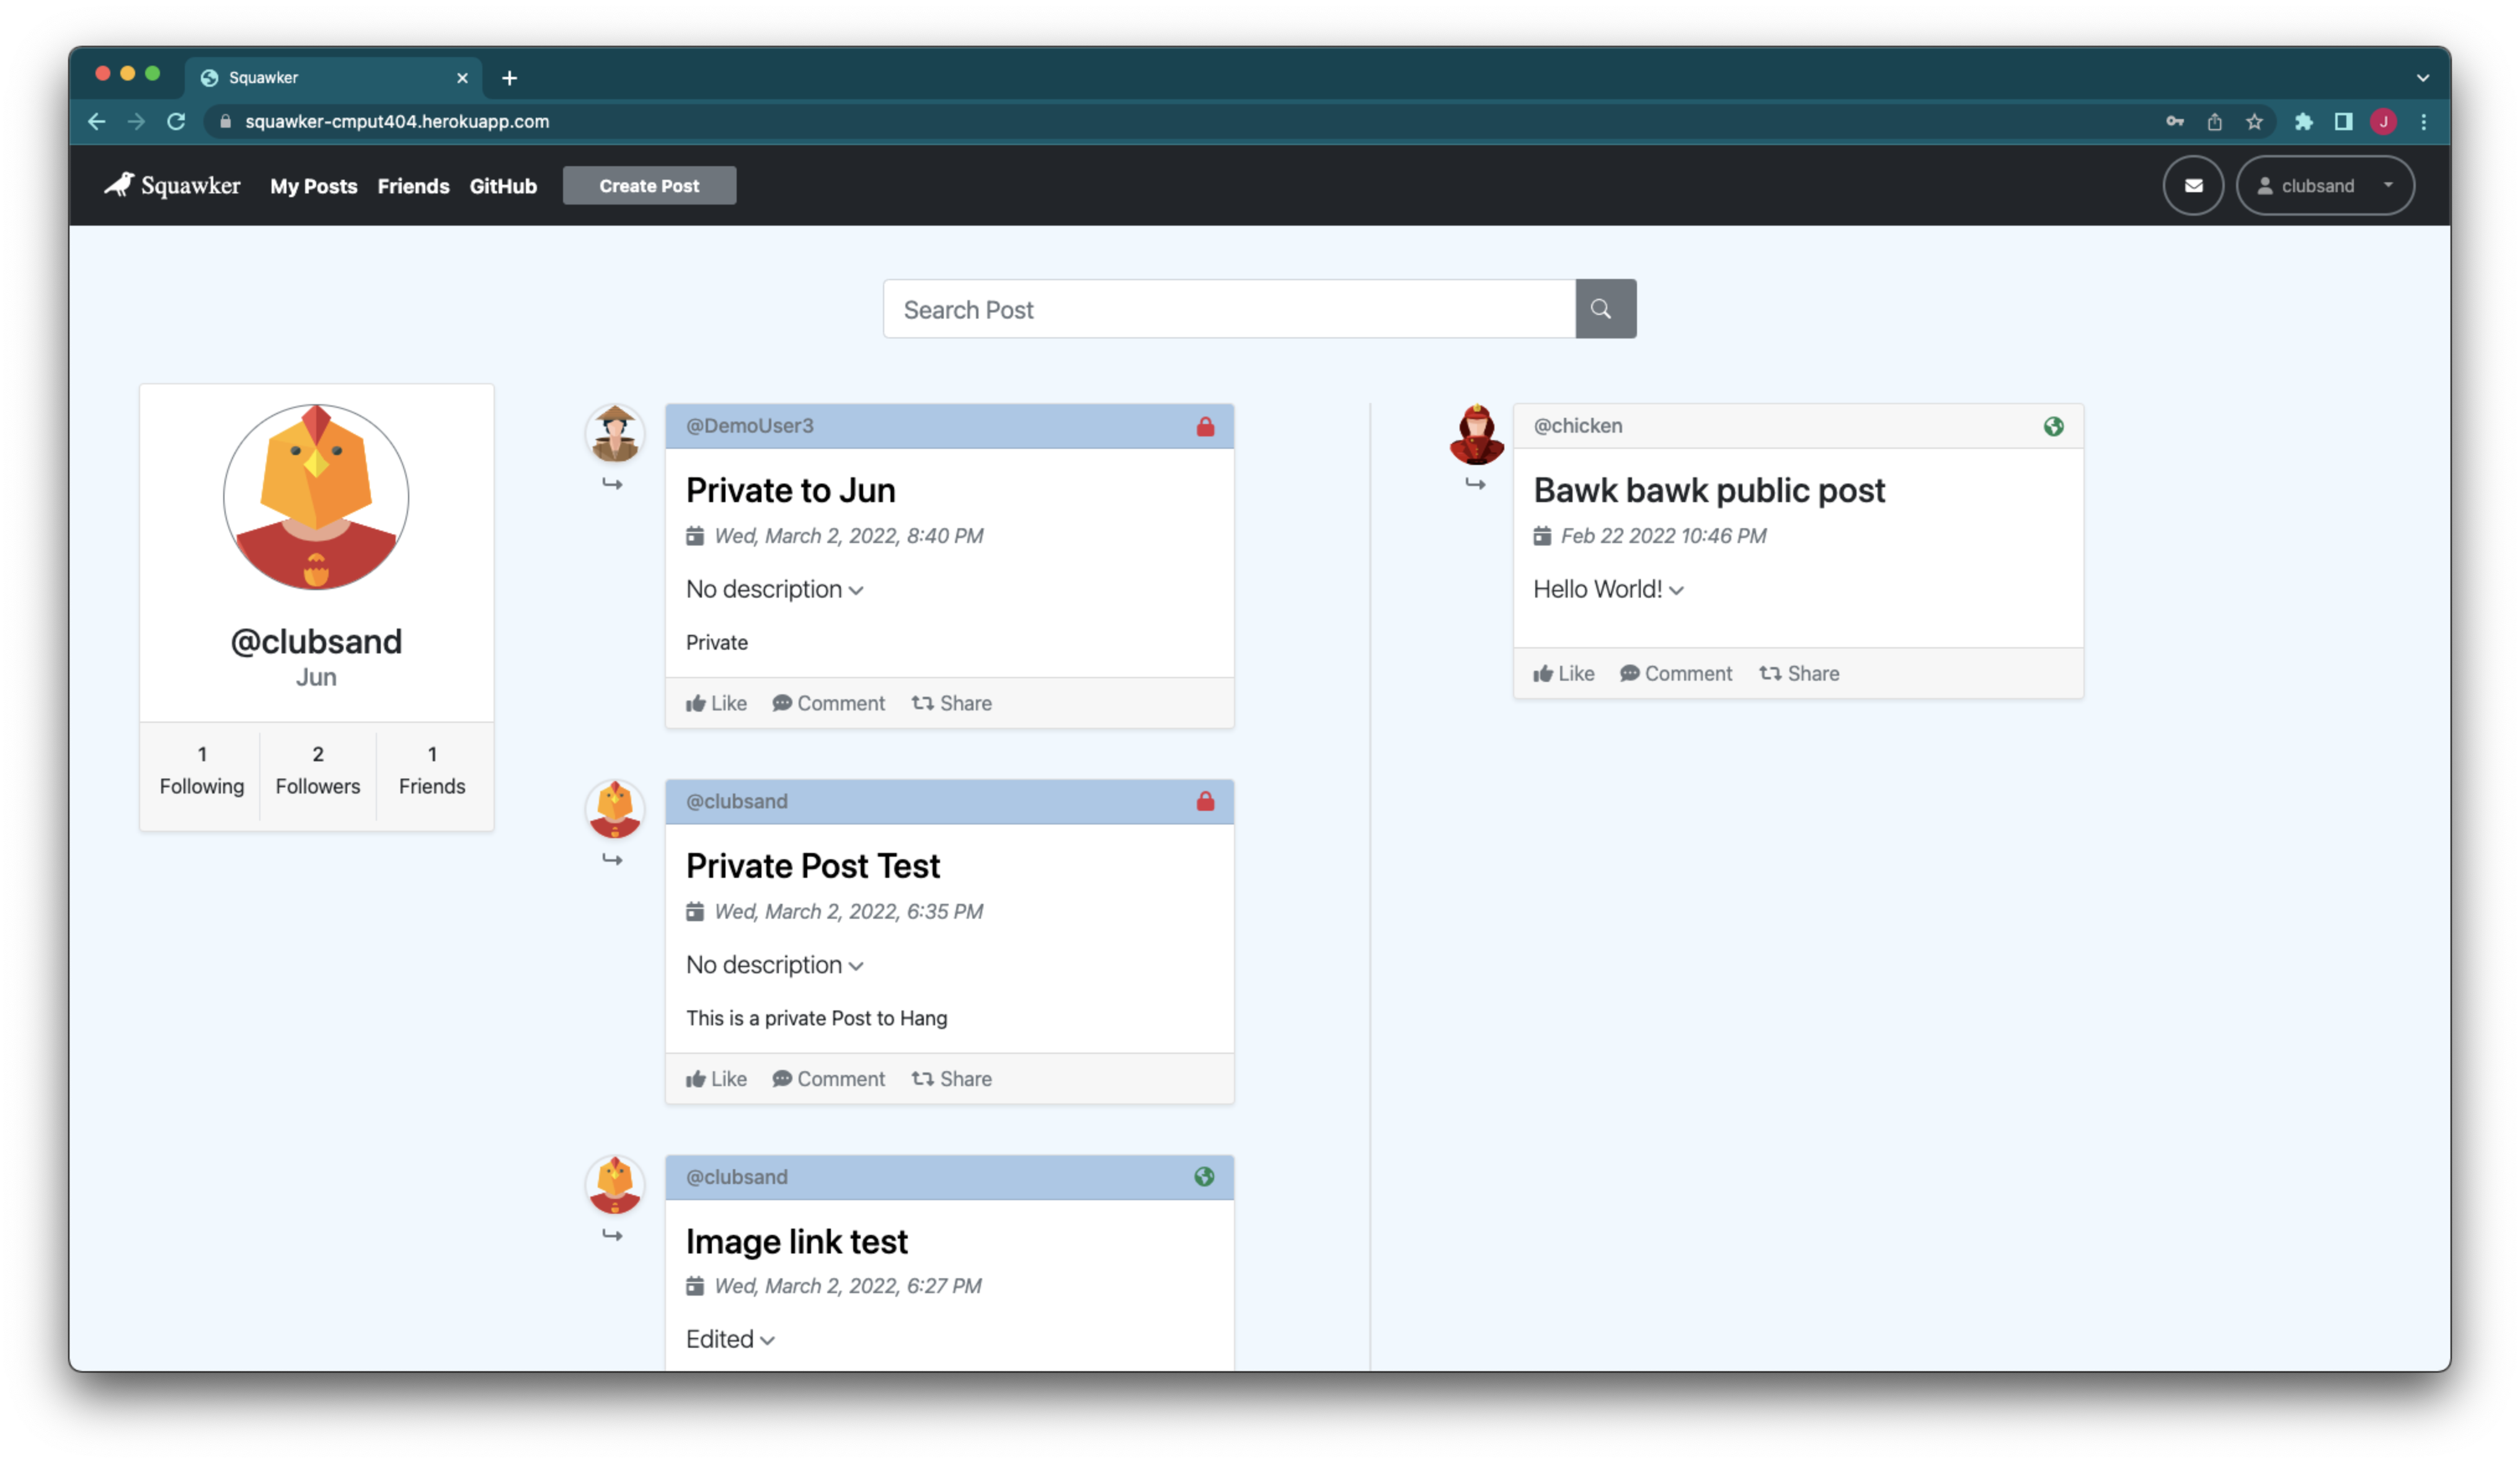 Squawker
squawker-cmput404.herokuapp.com
J
Squawker My Posts Friends GitHub Create Post clubsand
Search Post
@clubsand
Jun
1 2 1
Following Followers Friends
@DemoUser3
Private to Jun
Wed, March 2, 2022, 8:40 PM
No description
Private
Like Comment Share
@clubsand
Private Post Test
Wed, March 2, 2022, 6:35 PM
No description
This is a private Post to Hang
Like Comment Share
@clubsand
Image link test
Wed, March 2, 2022, 6:27 PM
Edited
@chicken
Bawk bawk public post
Feb 22 2022 10:46 PM
Hello World!
Like Comment Share